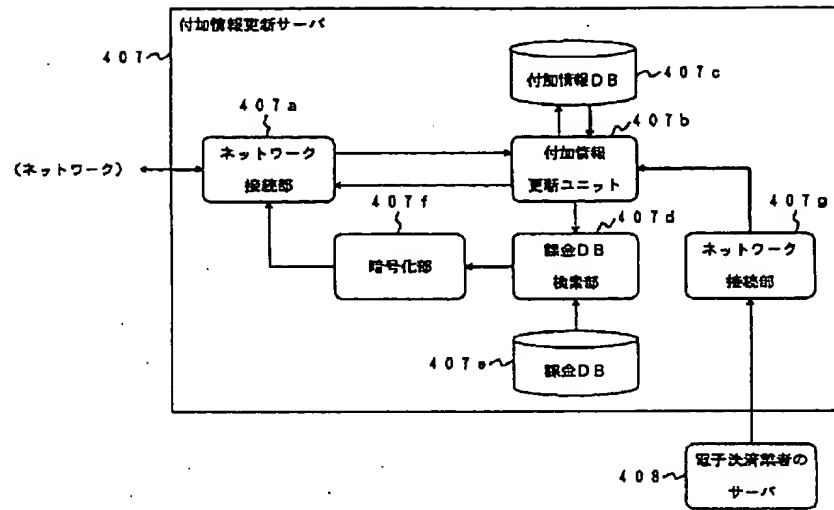 付加情報更新サーバ
407
付加情報DB
407c
407a
407b
(ネットワーク)
ネットワーク
接続部
付加情報
更新ユニット
407f
407d
407g
暗号化部
課金DB
検索部
ネットワーク
接続部
407e
課金DB
電子決済業者の
サーバ
408